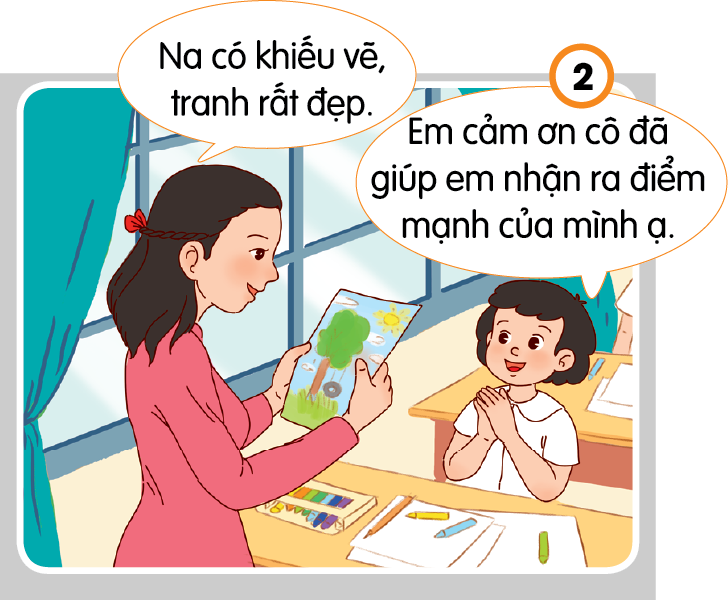 Na có khiếu vẽ,
tranh rất đẹp.
2
Em cảm ơn cô đã
giúp em nhận ra điểm
mạnh của mình ạ.